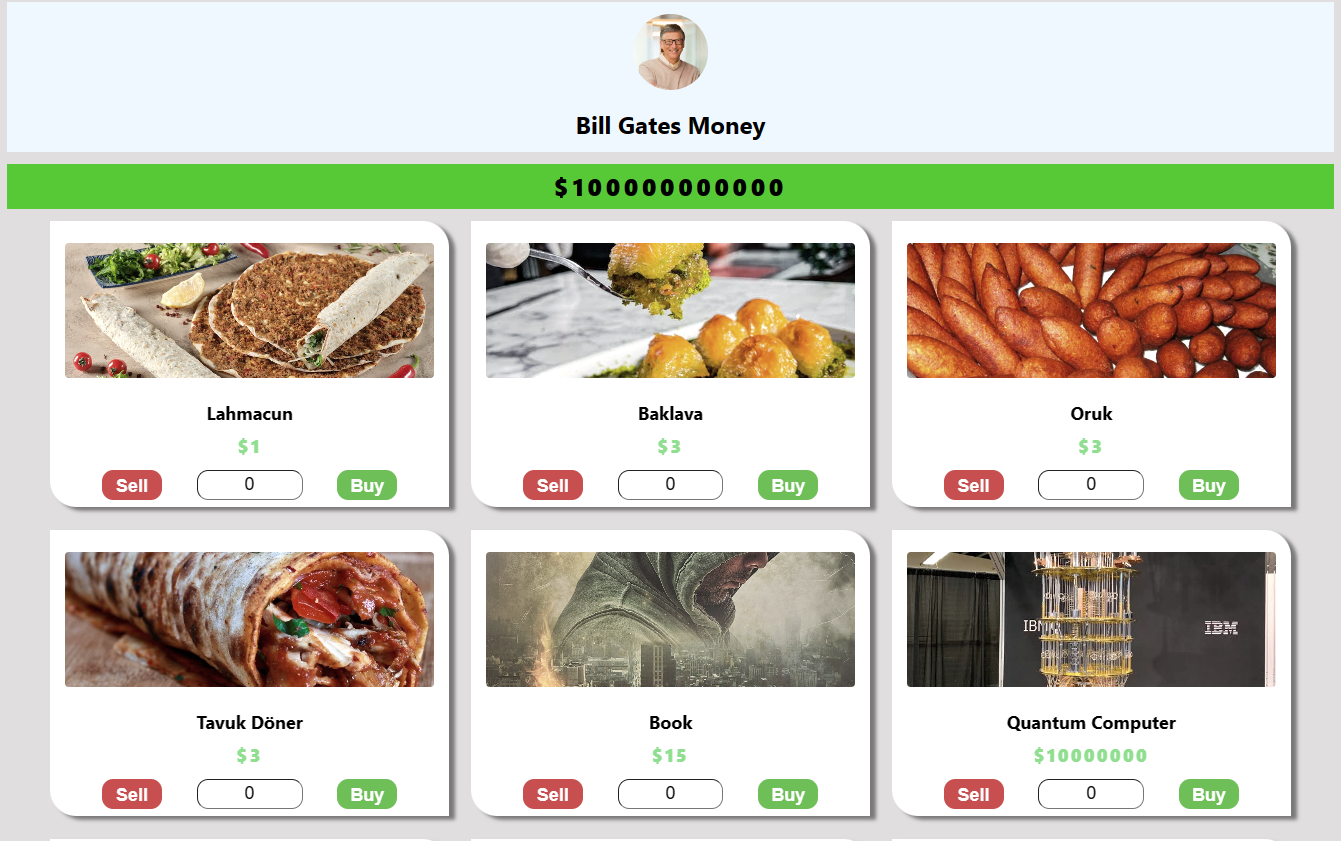 Bill Gates Money
$100000000000
Lahmacun
$1
Sell 0 Buy
Baklava
$3
Sell 0 Buy
Oruk
$3
Sell 0 Buy
Tavuk Döner
$3
Sell 0 Buy
Book
$15
Sell 0 Buy
IBM
IBM
Quantum Computer
$10000000
Sell 0 Buy